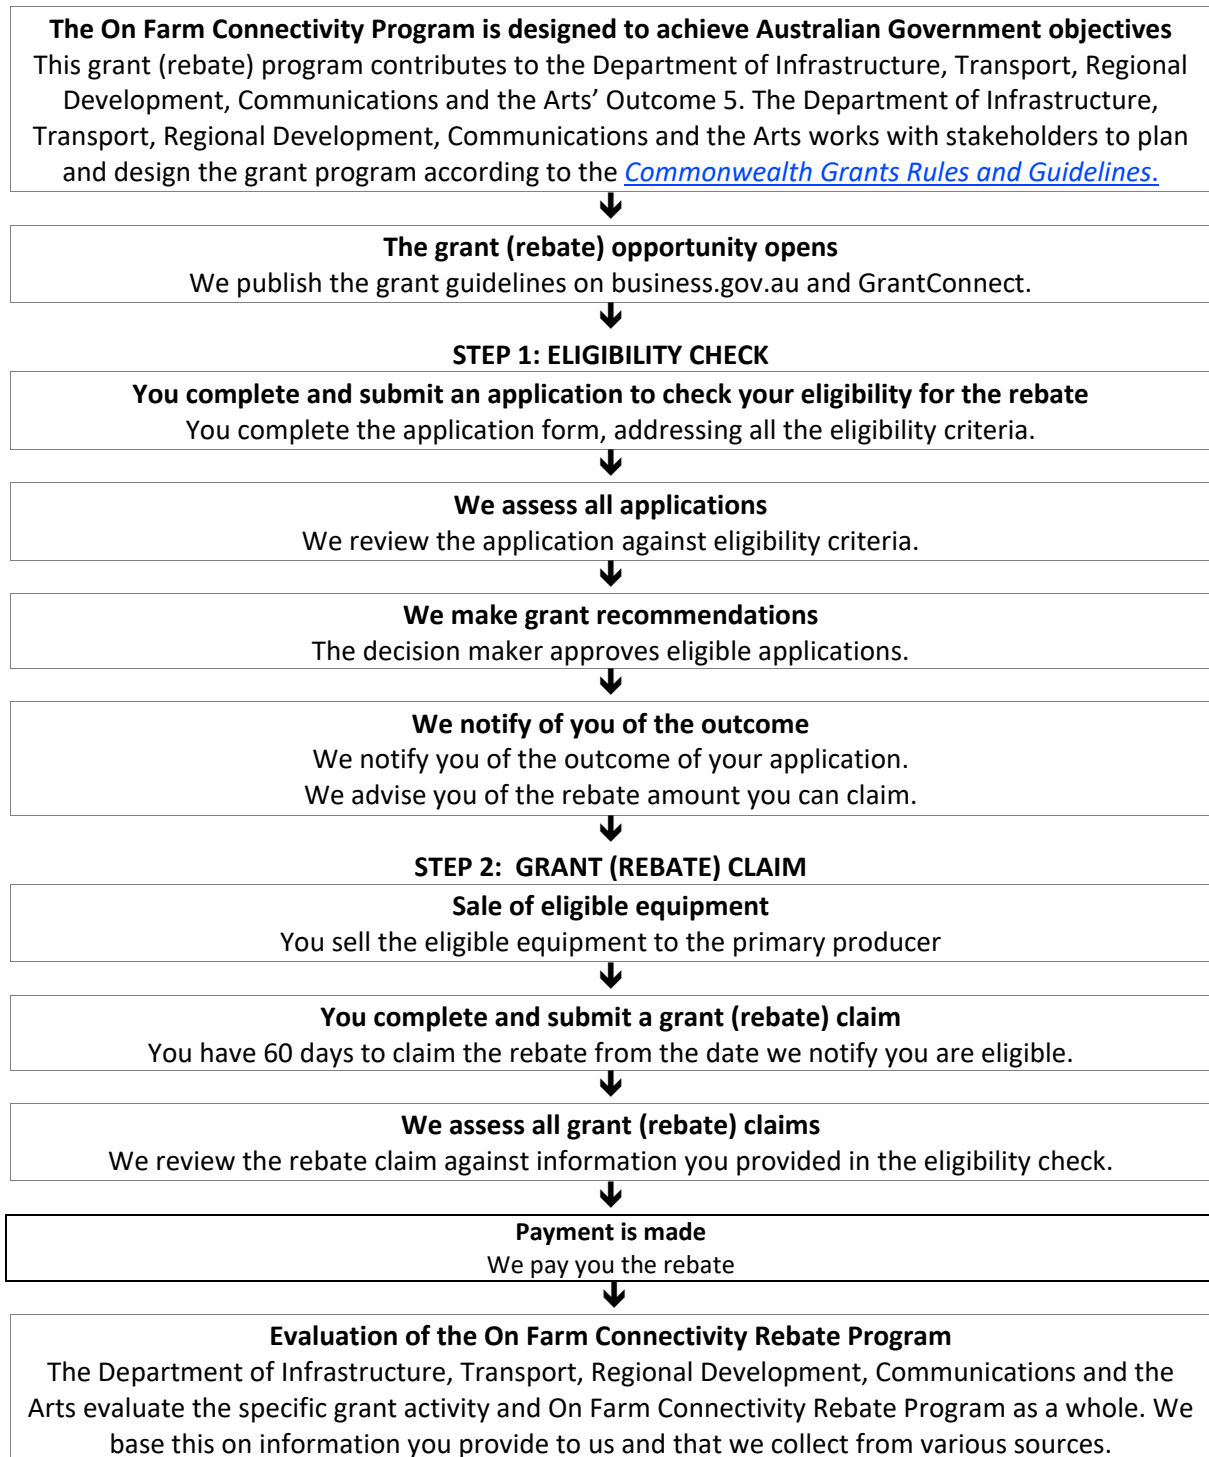 The On Farm Connectivity Program is designed to achieve Australian Government objectives
This grant (rebate) program contributes to the Department of Infrastructure, Transport, Regional
Development, Communications and the Arts’ Outcome 5. The Department of Infrastructure,
Transport, Regional Development, Communications and the Arts works with stakeholders to plan
and design the grant program according to the Commonwealth Grants Rules and Guidelines.
The grant (rebate) opportunity opens
We publish the grant guidelines on business.gov.au and GrantConnect.
STEP 1: ELIGIBILITY CHECK
You complete and submit an application to check your eligibility for the rebate
You complete the application form, addressing all the eligibility criteria.
We assess all applications
We review the application against eligibility criteria.
We make grant recommendations
The decision maker approves eligible applications.
We notify of you of the outcome
We notify you of the outcome of your application.
We advise you of the rebate amount you can claim.
STEP 2:  GRANT (REBATE) CLAIM
Sale of eligible equipment
You sell the eligible equipment to the primary producer
You complete and submit a grant (rebate) claim
You have 60 days to claim the rebate from the date we notify you are eligible.
We assess all grant (rebate) claims
We review the rebate claim against information you provided in the eligibility check.
Payment is made
We pay you the rebate
Evaluation of the On Farm Connectivity Rebate Program
The Department of Infrastructure, Transport, Regional Development, Communications and the
Arts evaluate the specific grant activity and On Farm Connectivity Rebate Program as a whole. We
base this on information you provide to us and that we collect from various sources.